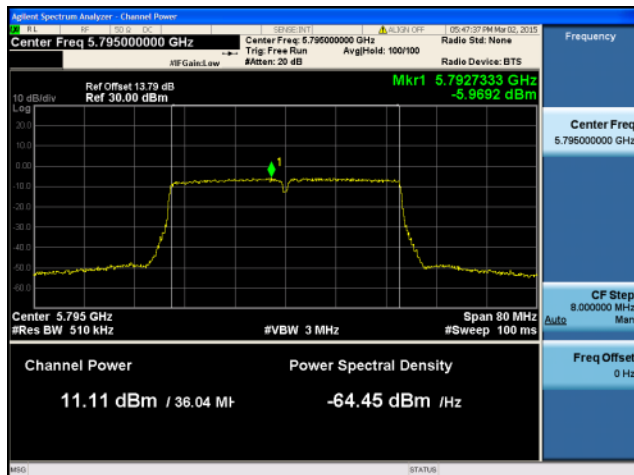 Agilent Spectrum Analyzer - Channel Power
RL RF 50 Ω DC SENSE:INT ALIGN OFF 05:47:37 PM Mar 02, 2015
Center Freq 5.795000000 GHz Center Freq: 5.795000000 GHz Radio Std: None Frequency
Trig: Free Run Avg|Hold: 100/100
#IFGain:Low #Atten: 20 dB Radio Device: BTS
Mkr1 5.7927333 GHz
Ref Offset 13.79 dB
10 dB/div Ref 30.00 dBm -5.9692 dBm
Log
20.0
10.0
0.00
-10.0
-20.0
-30.0
-40.0
-50.0
-60.0
1
Center Freq
5.795000000 GHz
Center 5.795 GHz Span 80 MHz
#Res BW 510 kHz #VBW 3 MHz #Sweep 100 ms
CF Step
8.000000 MHz
Auto Man
Channel Power Power Spectral Density
11.11 dBm / 36.04 MH -64.45 dBm /Hz
Freq Offset
0 Hz
MSG STATUS